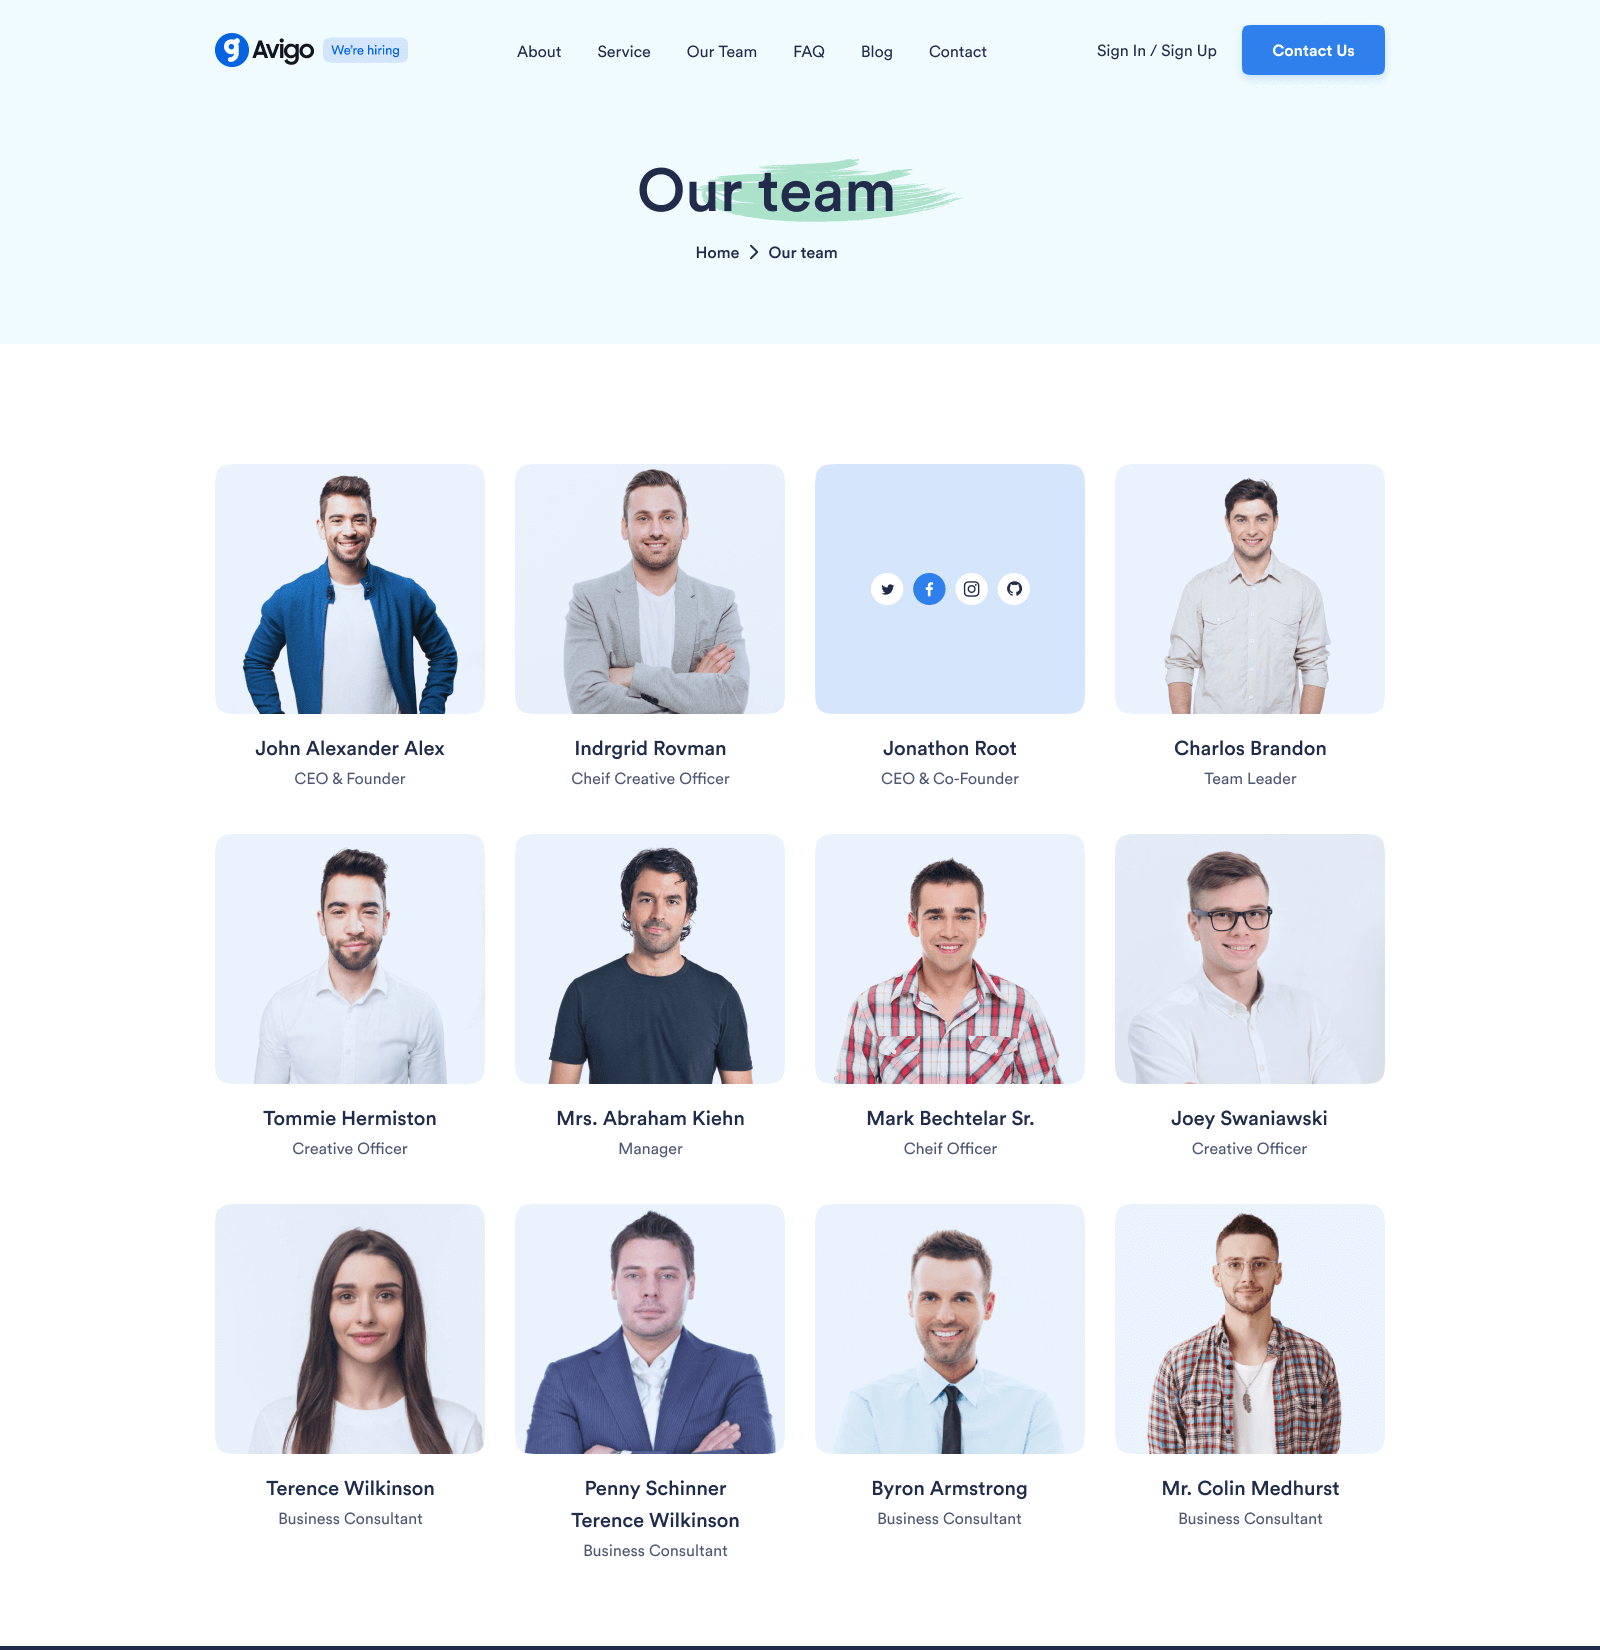 Avigo
We're hiring
About
Service
Our Team
FAQ
Blog
Contact
Sign In / Sign Up
Contact Us
Our team
Home
Our team
John Alexander Alex
CEO & Founder
Indrgrid Rovman
Cheif Creative Officer
Jonathon Root
CEO & Co-Founder
Charlos Brandon
Team Leader
Tommie Hermiston
Creative Officer
Mrs. Abraham Kiehn
Manager
Mark Bechtelar Sr.
Cheif Officer
Joey Swaniawski
Creative Officer
Terence Wilkinson
Business Consultant
Penny Schinner
Terence Wilkinson
Business Consultant
Byron Armstrong
Business Consultant
Mr. Colin Medhurst
Business Consultant